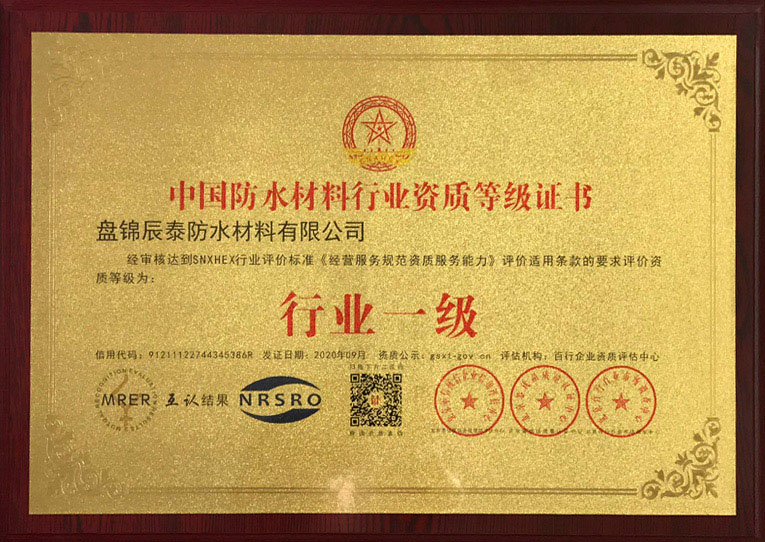 中国防水材料行业资质等级证书
盘锦辰泰防水材料有限公司
经审核达到SNXHEX行业评价标准《经营服务规范资质服务能力》评价适用条款的要求评价资
质等级为：
行业一级
信用代码：91211122744345386R 发证日期：2020年09月 资质公示：gsxt-gov cn 评估机构：百行企业资质评估中心
MRER 互认结果 NRSRO